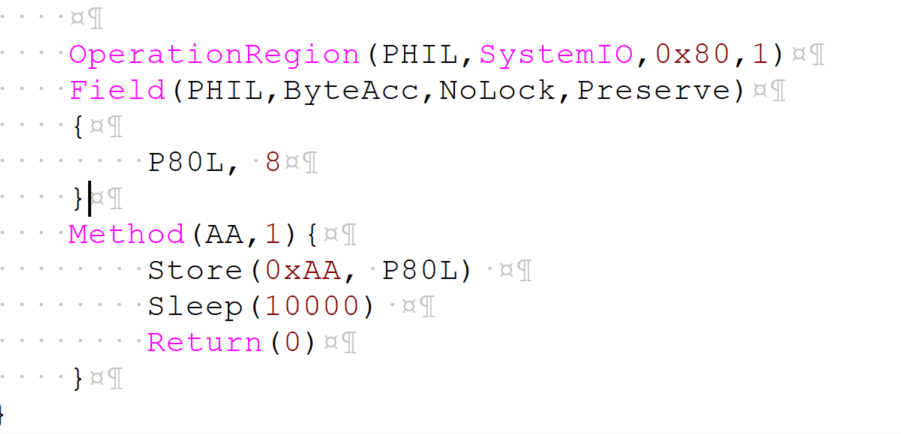 ¤¶
OperationRegion(PHIL,SystemIO,0x80,1)¤¶
Field(PHIL,ByteAcc,NoLock,Preserve)¤¶
{¤¶
P80L, 8¤¶
}¤¶
Method(AA,1){¤¶
Store(0xAA, P80L) ¤¶
Sleep(10000) ¤¶
Return(0)¤¶
}¤¶
}